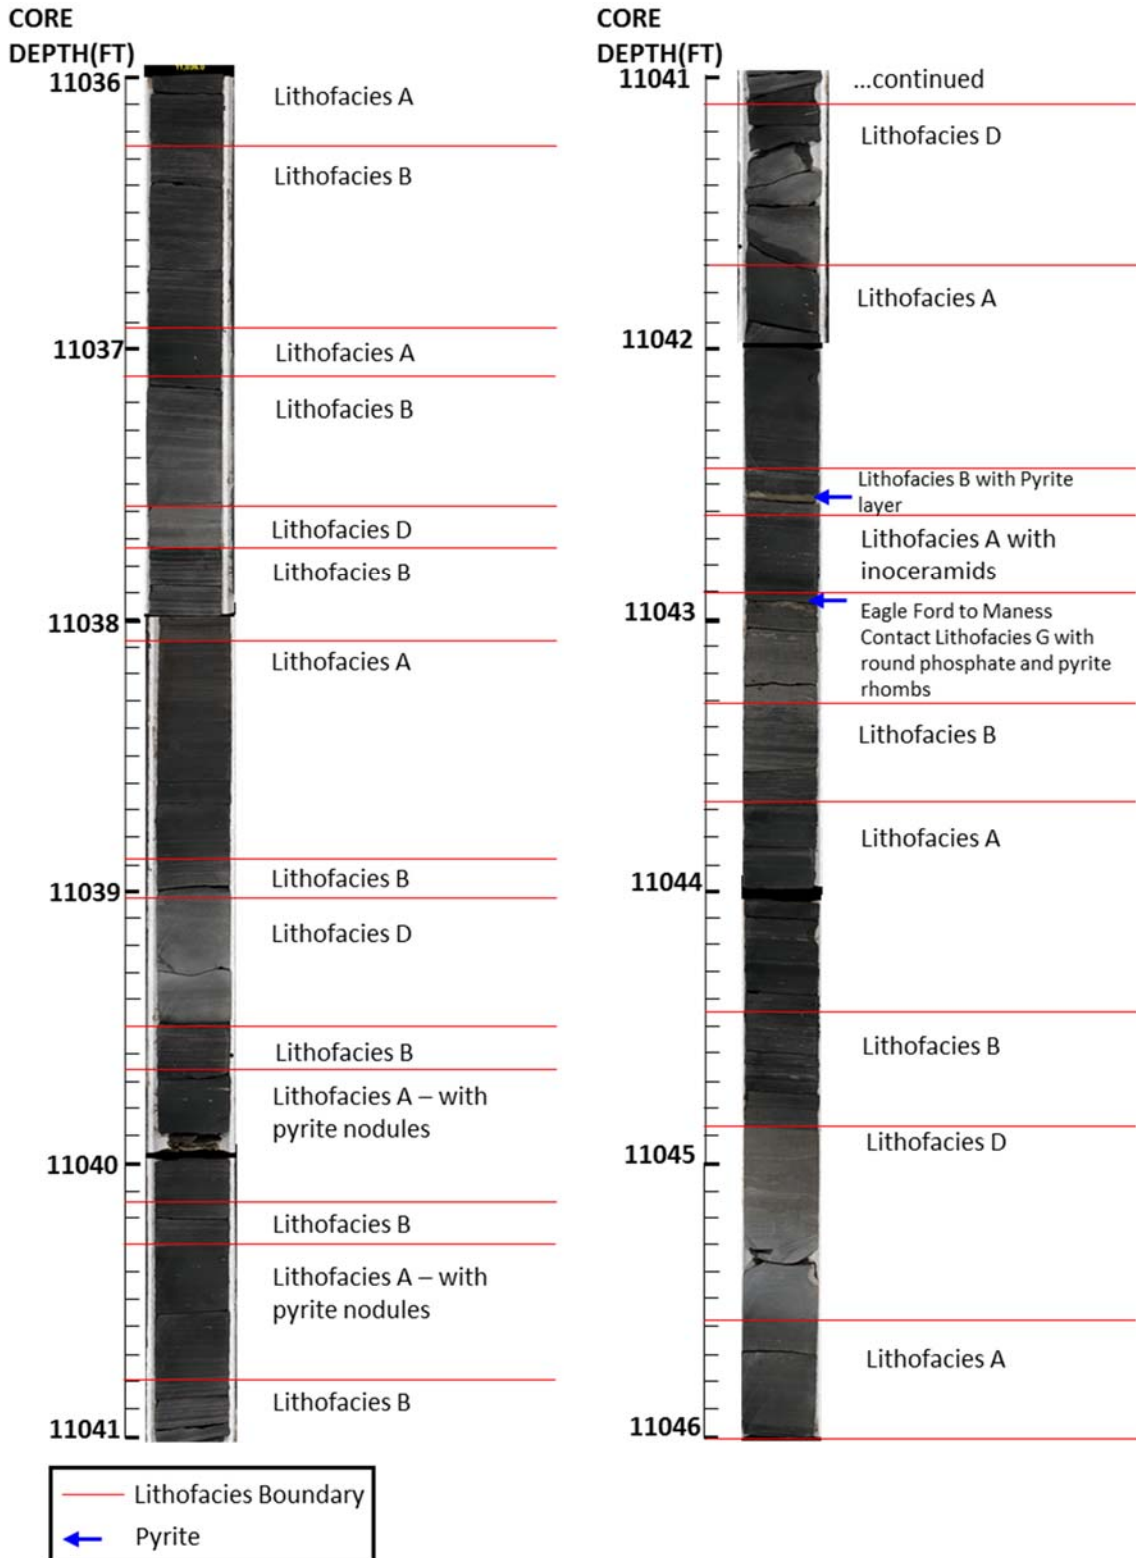 CORE
DEPTH(FT)
11036
Lithofacies A
Lithofacies B
11037
Lithofacies A
Lithofacies B
Lithofacies D
Lithofacies B
11038
Lithofacies A
Lithofacies B
11039
Lithofacies D
Lithofacies B
Lithofacies A – with
pyrite nodules
11040
Lithofacies B
Lithofacies A – with
pyrite nodules
Lithofacies B
11041
Lithofacies Boundary
Pyrite
CORE
DEPTH(FT)
11041
...continued
Lithofacies D
Lithofacies A
11042
Lithofacies B with Pyrite
layer
Lithofacies A with
inoceramids
11043
Eagle Ford to Maness
Contact Lithofacies G with
round phosphate and pyrite
rhombs
Lithofacies B
Lithofacies A
11044
Lithofacies B
Lithofacies D
11045
Lithofacies A
11046